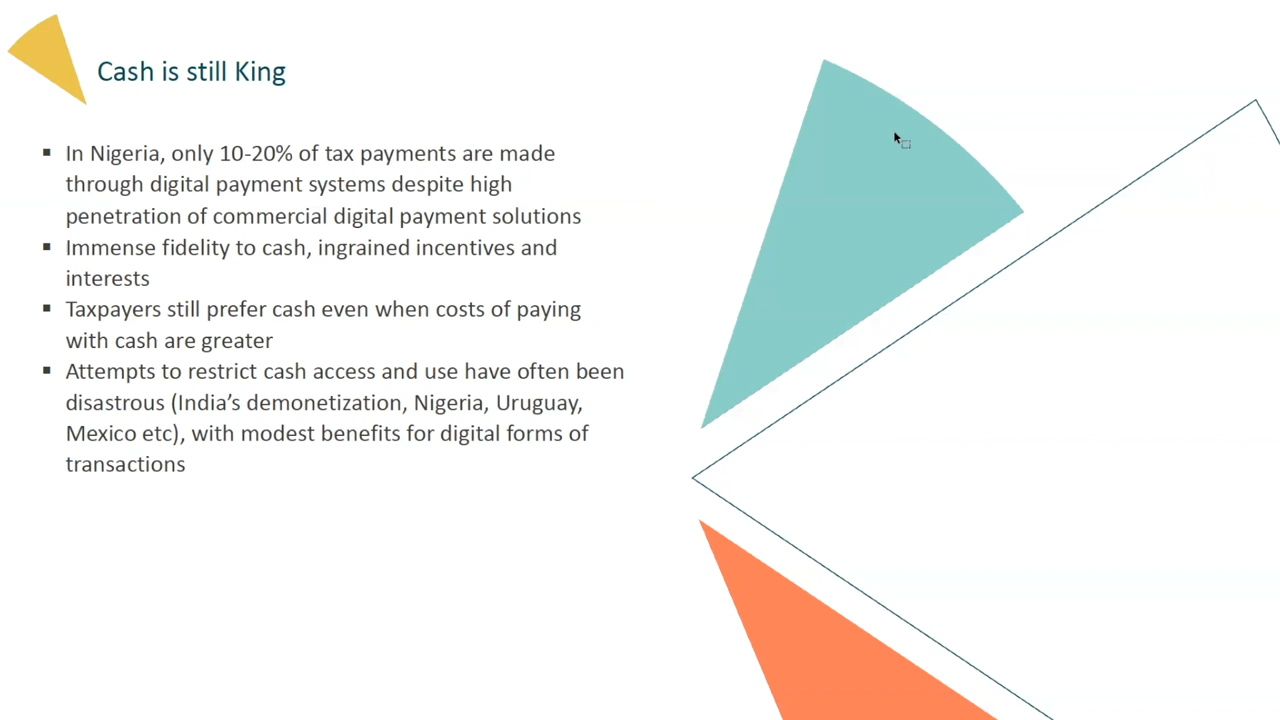 Cash is still King
▪ In Nigeria, only 10-20% of tax payments are made
through digital payment systems despite high
penetration of commercial digital payment solutions
▪ Immense fidelity to cash, ingrained incentives and
interests
▪ Taxpayers still prefer cash even when costs of paying
with cash are greater
▪ Attempts to restrict cash access and use have often been
disastrous (India’s demonetization, Nigeria, Uruguay,
Mexico etc), with modest benefits for digital forms of
transactions